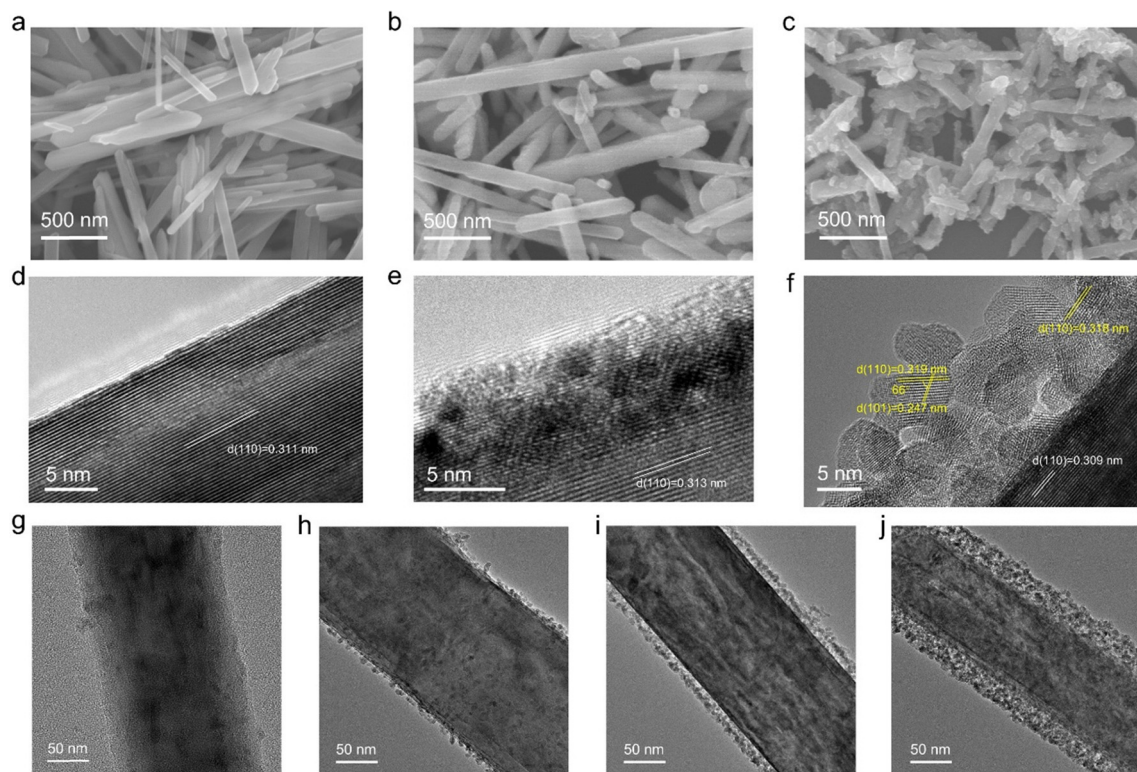 a
b
c
500 nm
500 nm
500 nm
d
e
f
d(110)=0.311 nm
5 nm
d(110)=0.313 nm
5 nm
d(110)=0.318 nm
d(110)=0.319 nm
66°
d(101)=0.247 nm
d(110)=0.309 nm
5 nm
g
h
i
j
50 nm
50 nm
50 nm
50 nm